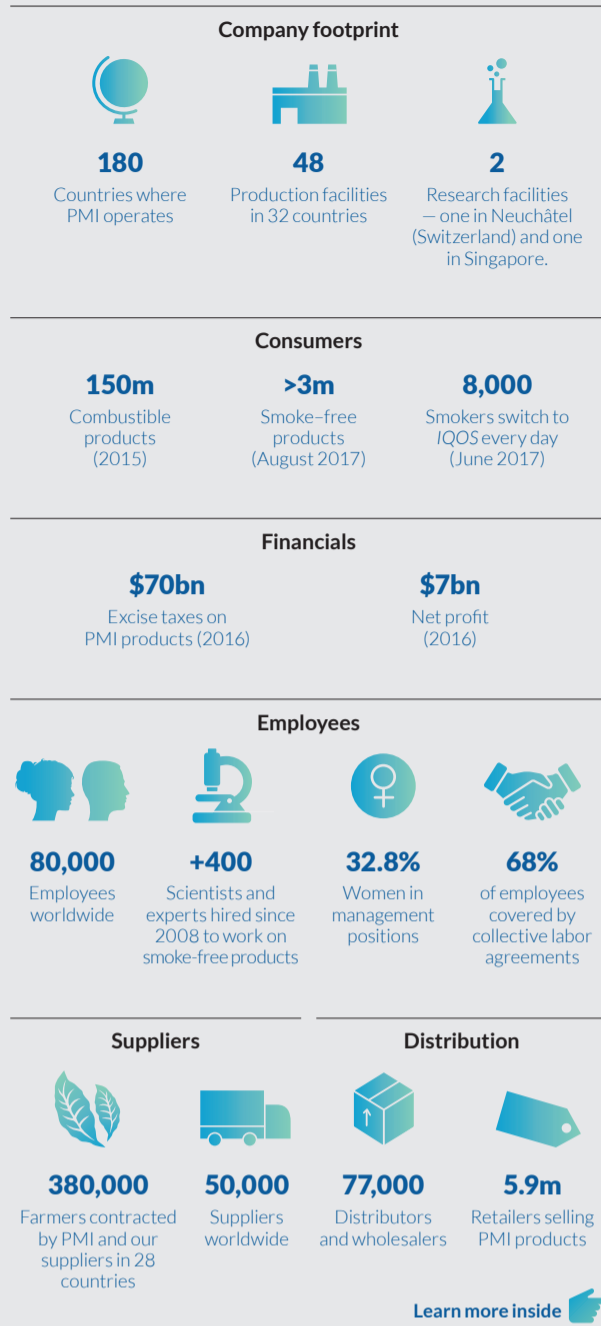 Company footprint
180
Countries where
PMI operates
48
Production facilities
in 32 countries
2
Research facilities
— one in Neuchâtel
(Switzerland) and one
in Singapore.
Consumers
150m
Combustible
products
(2015)
>3m
Smoke–free
products
(August 2017)
8,000
Smokers switch to
IQOS every day
(June 2017)
Financials
$70bn
Excise taxes on
PMI products (2016)
$7bn
Net profit
(2016)
Employees
80,000
Employees
worldwide
+400
Scientists and
experts hired since
2008 to work on
smoke-free products
32.8%
Women in
management
positions
68%
of employees
covered by
collective labor
agreements
Suppliers
380,000
Farmers contracted
by PMI and our
suppliers in 28
countries
50,000
Suppliers
worldwide
Distribution
77,000
Distributors
and wholesalers
5.9m
Retailers selling
PMI products
Learn more inside